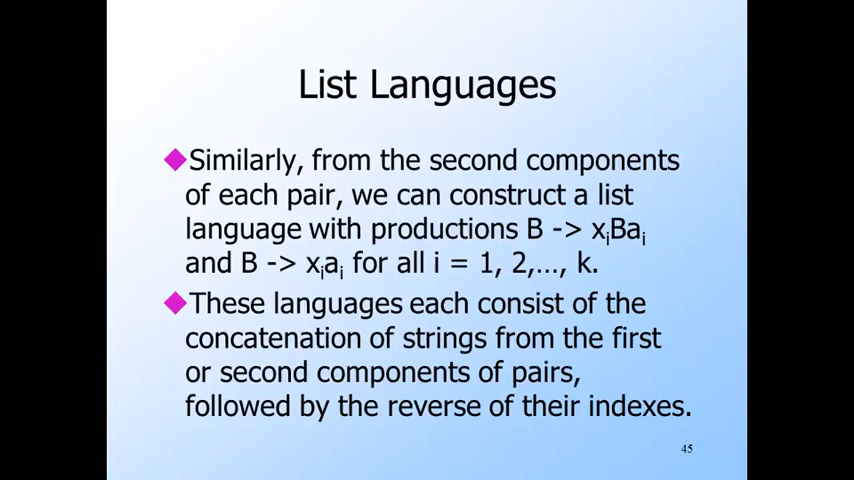 List Languages
◆Similarly, from the second components
of each pair, we can construct a list
language with productions B -> xᵢBaᵢ
and B -> xᵢaᵢ for all i = 1, 2,…, k.
◆These languages each consist of the
concatenation of strings from the first
or second components of pairs,
followed by the reverse of their indexes.
45